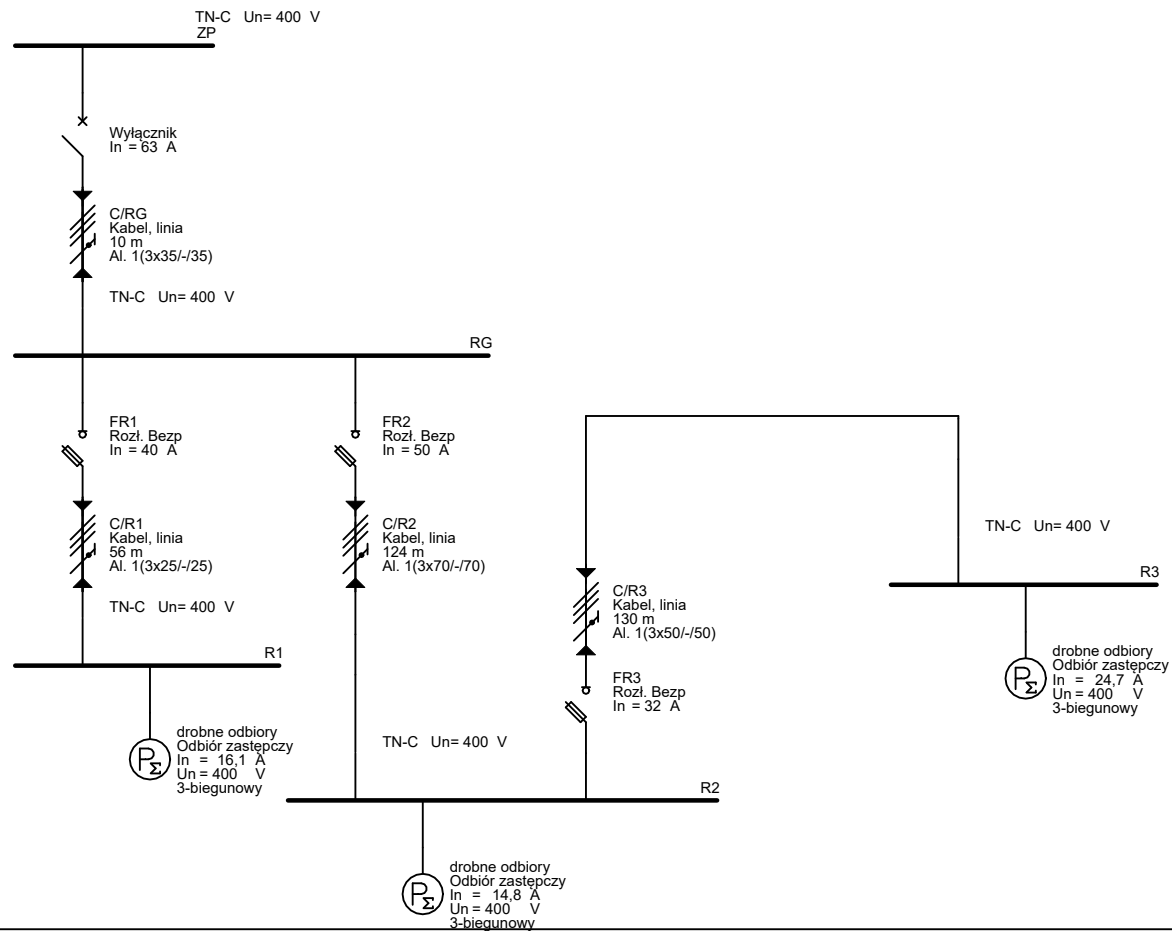 TN-C Un= 400 V
ZP
Wyłącznik
In = 63 A
C/RG
Kabel, linia
10 m
Al. 1(3x35/-/35)
TN-C Un= 400 V
RG
FR1
Rozł. Bezp
In = 40 A
C/R1
Kabel, linia
56 m
Al. 1(3x25/-/25)
TN-C Un= 400 V
R1
PΣ
drobne odbiory
Odbiór zastępczy
In = 16,1 A
Un = 400 V
3-biegunowy
FR2
Rozł. Bezp
In = 50 A
C/R2
Kabel, linia
124 m
Al. 1(3x70/-/70)
TN-C Un= 400 V
R2
PΣ
drobne odbiory
Odbiór zastępczy
In = 14,8 A
Un = 400 V
3-biegunowy
C/R3
Kabel, linia
130 m
Al. 1(3x50/-/50)
FR3
Rozł. Bezp
In = 32 A
TN-C Un= 400 V
R3
PΣ
drobne odbiory
Odbiór zastępczy
In = 24,7 A
Un = 400 V
3-biegunowy